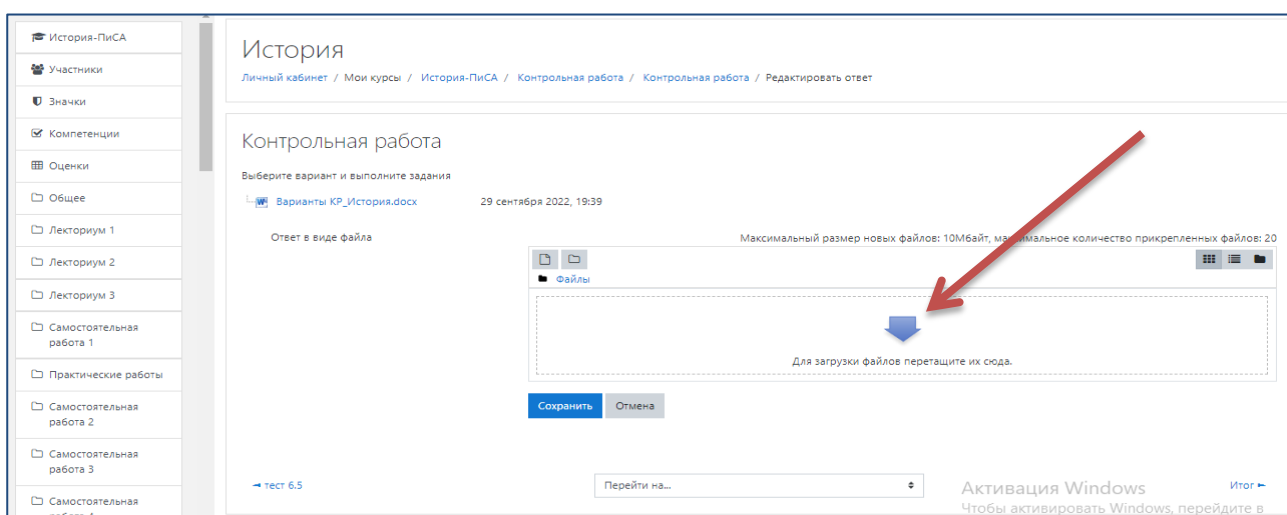 История-ПиСА
Участники
Значки
Компетенции
Оценки
Общее
Лекториум 1
Лекториум 2
Лекториум 3
Самостоятельная
работа 1
Практические работы
Самостоятельная
работа 2
Самостоятельная
работа 3
Самостоятельная
История
Личный кабинет / Мои курсы / История-ПиСА / Контрольная работа / Контрольная работа / Редактировать ответ
Контрольная работа
Выберите вариант и выполните задания
Варианты КР_История.docx 29 сентября 2022, 19:39
Ответ в виде файла
Максимальный размер новых файлов: 10Мбайт, максимальное количество прикрепленных файлов: 20
Файлы
Для загрузки файлов перетащите их сюда.
Сохранить Отмена
◄ тест 6.5
Перейти на...
Итог ►
Активация Windows
Чтобы активировать Windows, перейдите в